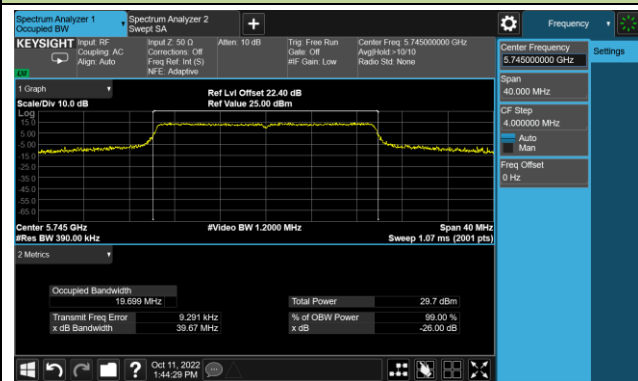 Spectrum Analyzer 1
Occupied BW
Spectrum Analyzer 2
Swept SA
+
Frequency
KEYSIGHT
Input: RF
Coupling: AC
Align: Auto
Input Z: 50 Ω
Corrections: Off
Freq Ref: Int (S)
NFE: Adaptive
Atten: 10 dB
Trig: Free Run
Gate: Off
#IF Gain: Low
Center Freq: 5.745000000 GHz
Avg|Hold:>10/10
Radio Std: None
Center Frequency
5.745000000 GHz
Settings
Span
40.000 MHz
CF Step
4.000000 MHz
Auto
Man
Freq Offset
0 Hz
1 Graph
Scale/Div 10.0 dB
Ref Lvl Offset 22.40 dB
Ref Value 25.00 dBm
Log
15.0
5.00
-5.00
-15.0
-25.0
-35.0
-45.0
-55.0
-65.0
Center 5.745 GHz
#Res BW 390.00 kHz
#Video BW 1.2000 MHz
Span 40 MHz
Sweep 1.07 ms (2001 pts)
2 Metrics
Occupied Bandwidth
19.699 MHz
Total Power 29.7 dBm
Transmit Freq Error 9.291 kHz
% of OBW Power 99.00 %
x dB Bandwidth 39.67 MHz
x dB -26.00 dB
?
Oct 11, 2022
1:44:29 PM